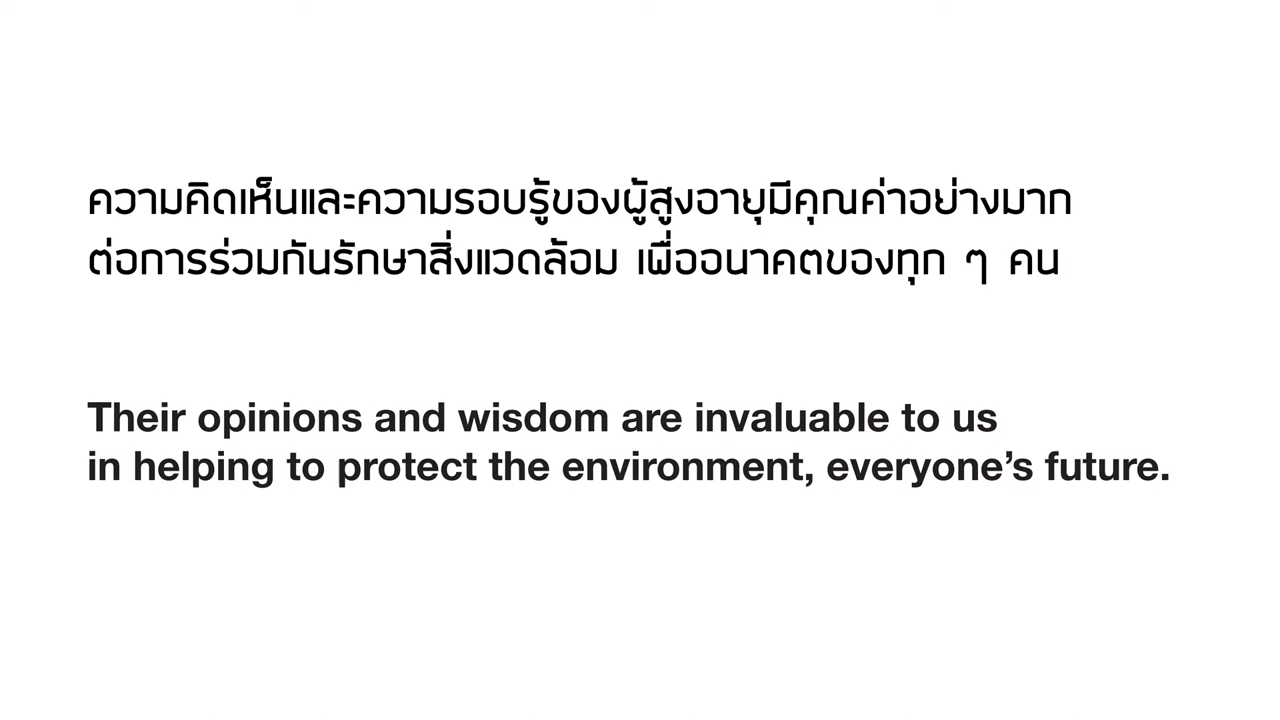 ความคิดเห็นและความรอบรู้ของผู้สูงอายุมีคุณค่าอย่างมาก
ต่อการร่วมกันรักษาสิ่งแวดล้อม เพื่ออนาคตของทุก ๆ คน
Their opinions and wisdom are invaluable to us
in helping to protect the environment, everyone’s future.